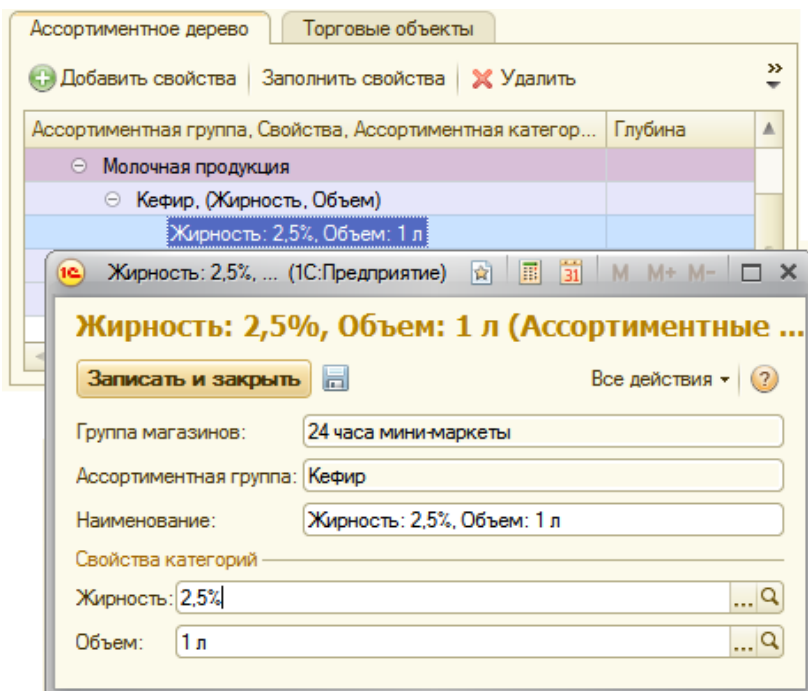 Ассортиментное дерево Торговые объекты
Добавить свойства Заполнить свойства Удалить
Ассортиментная группа, Свойства, Ассортиментная категор... Глубина
Молочная продукция
Кефир, (Жирность, Объем)
Жирность: 2,5%, Объем: 1 л
1С Жирность: 2,5%, ... (1С:Предприятие) 31 M M+ M-
Жирность: 2,5%, Объем: 1 л (Ассортиментные ...
Записать и закрыть Все действия ?
Группа магазинов: 24 часа мини-маркеты
Ассортиментная группа: Кефир
Наименование: Жирность: 2,5%, Объем: 1 л
Свойства категорий
Жирность: 2,5% ...
Объем: 1 л ...